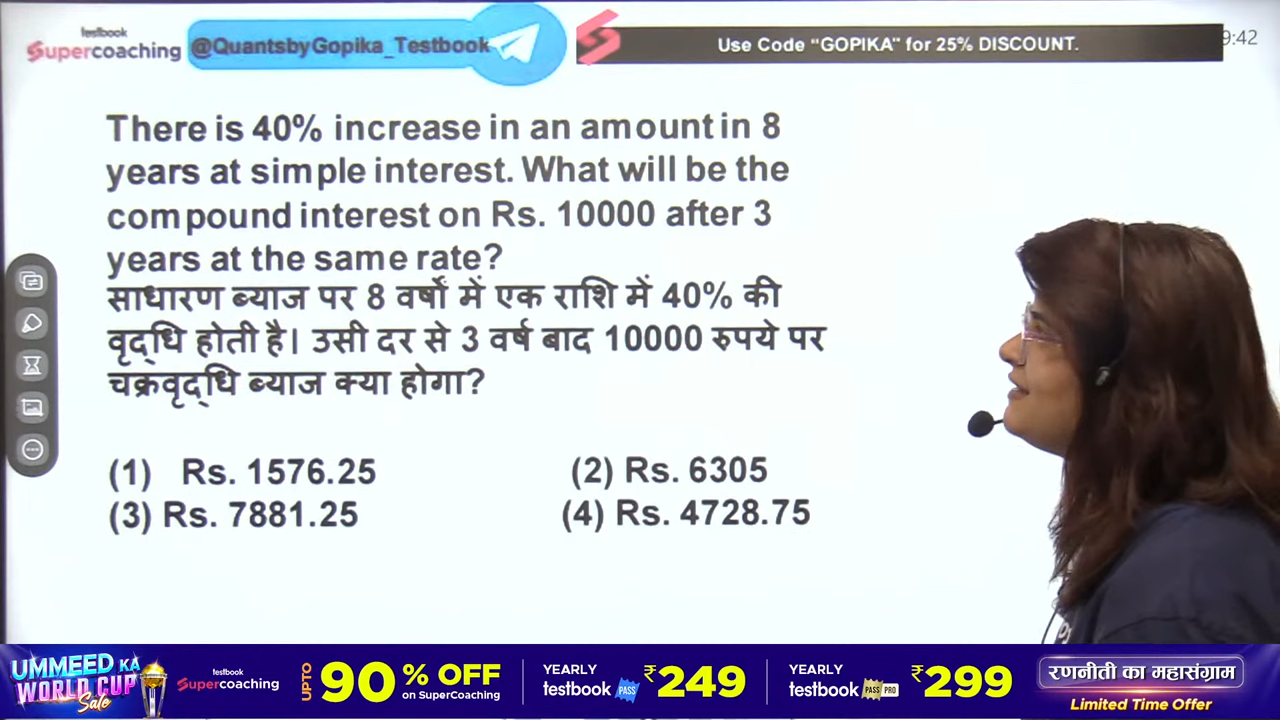 testbook
Supercoaching
@QuantsbyGopika_Testbook
Use Code "GOPIKA" for 25% DISCOUNT.
9:42
There is 40% increase in an amount in 8
years at simple interest. What will be the
compound interest on Rs. 10000 after 3
years at the same rate?
साधारण ब्याज पर 8 वर्षों में एक राशि में 40% की
वृद्धि होती है। उसी दर से 3 वर्ष बाद 10000 रुपये पर
चक्रवृद्धि ब्याज क्या होगा?
(1) Rs. 1576.25
(2) Rs. 6305
(3) Rs. 7881.25
(4) Rs. 4728.75
UMMEED KA
WORLD CUP
Sale
testbook
Supercoaching
UPTO 90% OFF
on SuperCoaching
YEARLY
testbook PASS
₹249
YEARLY
testbook PASS PRO
₹299
रणनीती का महासंग्राम
Limited Time Offer